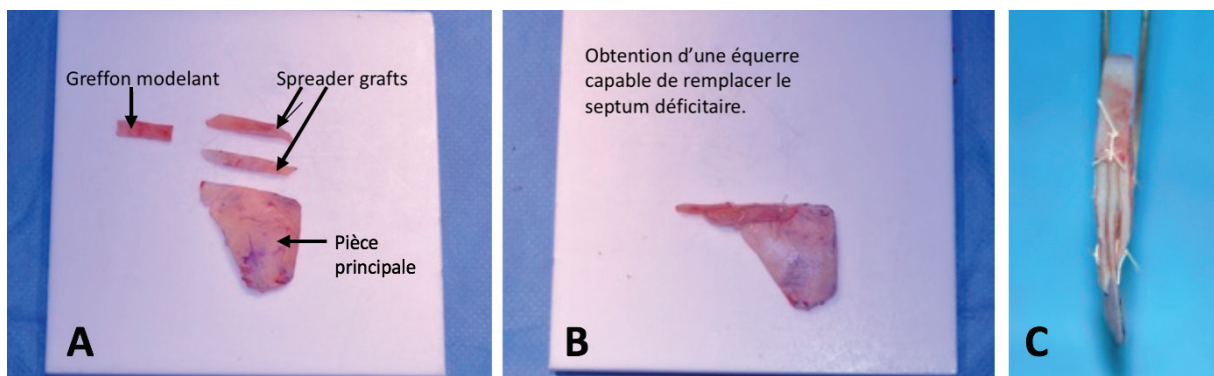 Greffon modelant
Spreader grafts
Pièce
principale
A
Obtention d'une équerre
capable de remplacer le
septum déficitaire.
B
C